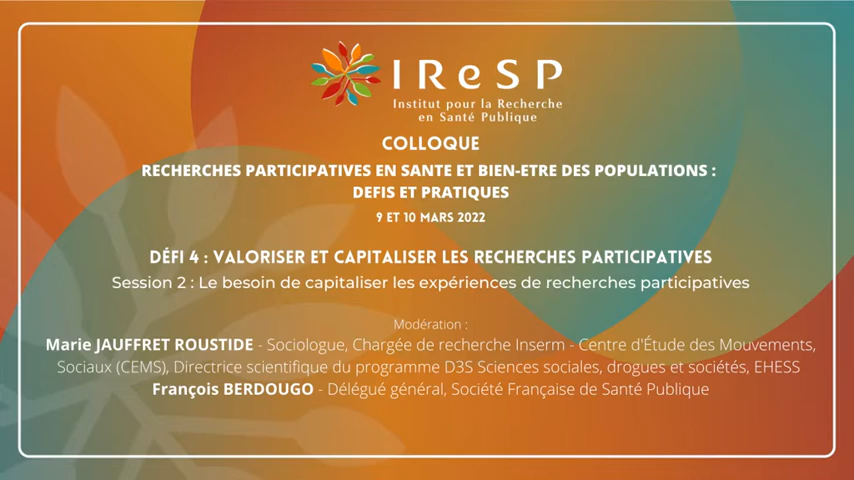 IReSP
Institut pour la Recherche
en Santé Publique
COLLOQUE
RECHERCHES PARTICIPATIVES EN SANTE ET BIEN-ETRE DES POPULATIONS :
DEFIS ET PRATIQUES
9 ET 10 MARS 2022
DÉFI 4 : VALORISER ET CAPITALISER LES RECHERCHES PARTICIPATIVES
Session 2 : Le besoin de capitaliser les expériences de recherches participatives
Modération :
Marie JAUFFRET ROUSTIDE - Sociologue, Chargée de recherche Inserm - Centre d'Étude des Mouvements,
Sociaux (CEMS), Directrice scientifique du programme D3S Sciences sociales, drogues et sociétés, EHESS
François BERDOUGO - Délégué général, Société Française de Santé Publique